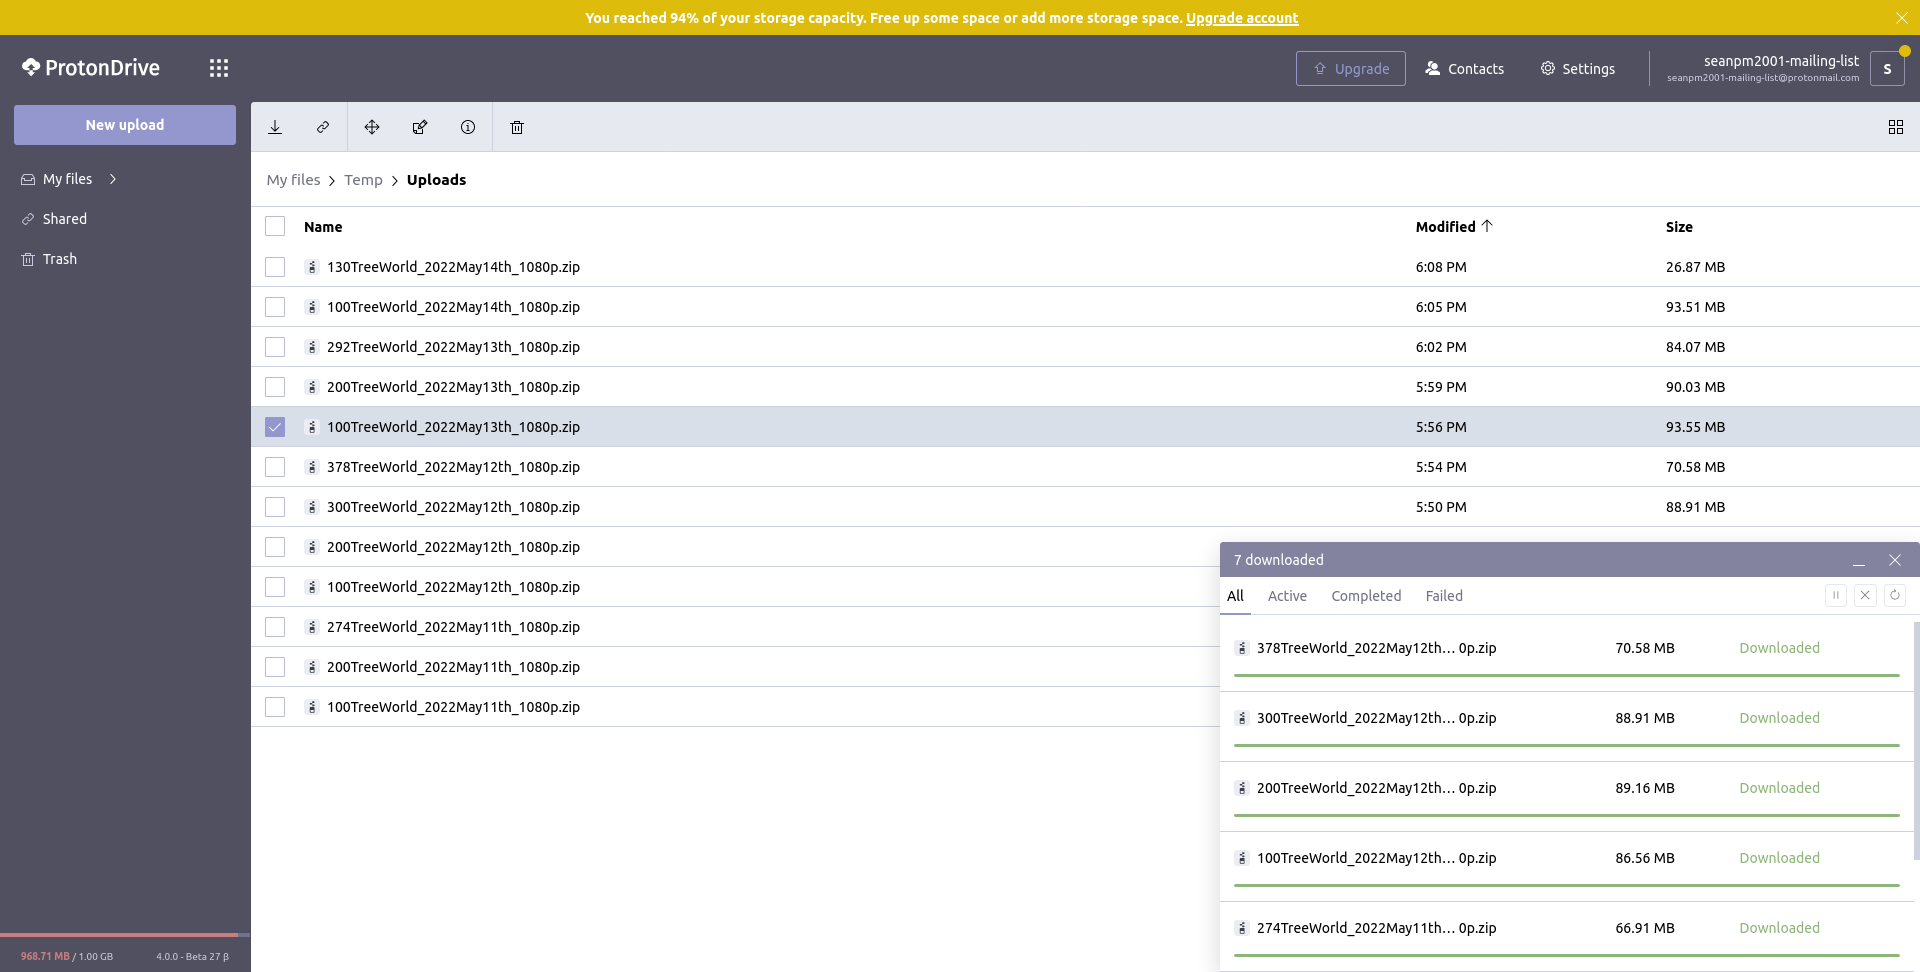 You reached 94% of your storage capacity. Free up some space or add more storage space. Upgrade account
ProtonDrive
Upgrade
Contacts
Settings
seanpm2001-mailing-list
seanpm2001-mailing-list@protonmail.com
S
New upload
My files
Shared
Trash
My files > Temp > Uploads
Name Modified Size
130TreeWorld_2022May14th_1080p.zip 6:08 PM 26.87 MB
100TreeWorld_2022May14th_1080p.zip 6:05 PM 93.51 MB
292TreeWorld_2022May13th_1080p.zip 6:02 PM 84.07 MB
200TreeWorld_2022May13th_1080p.zip 5:59 PM 90.03 MB
100TreeWorld_2022May13th_1080p.zip 5:56 PM 93.55 MB
378TreeWorld_2022May12th_1080p.zip 5:54 PM 70.58 MB
300TreeWorld_2022May12th_1080p.zip 5:50 PM 88.91 MB
200TreeWorld_2022May12th_1080p.zip
100TreeWorld_2022May12th_1080p.zip
274TreeWorld_2022May11th_1080p.zip
200TreeWorld_2022May11th_1080p.zip
100TreeWorld_2022May11th_1080p.zip
7 downloaded
All Active Completed Failed
378TreeWorld_2022May12th… 0p.zip 70.58 MB Downloaded
300TreeWorld_2022May12th… 0p.zip 88.91 MB Downloaded
200TreeWorld_2022May12th… 0p.zip 89.16 MB Downloaded
100TreeWorld_2022May12th… 0p.zip 86.56 MB Downloaded
274TreeWorld_2022May11th… 0p.zip 66.91 MB Downloaded
968.71 MB / 1.00 GB 4.0.0 - Beta 27 β